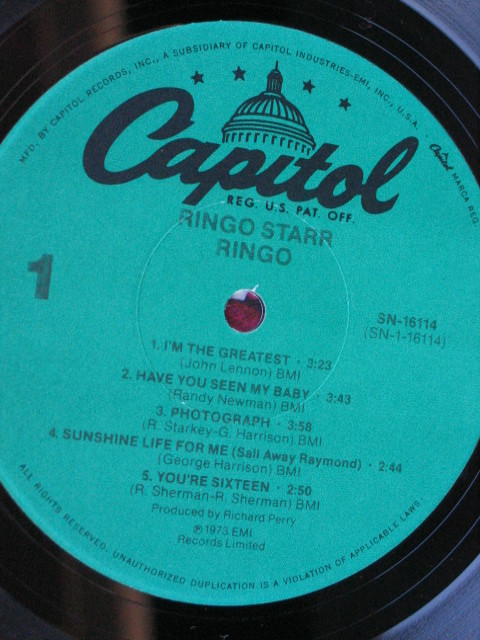 MFD. BY CAPITOL RECORDS, INC., A SUBSIDIARY OF CAPITOL INDUSTRIES-EMI, INC., U.S.A. · Capitol MARCA REG.
Capitol
REG. U.S. PAT. OFF.
RINGO STARR
RINGO
1
SN-16114
(SN-1-16114)
1. I'M THE GREATEST · 3:23
(John Lennon) BMI
2. HAVE YOU SEEN MY BABY · 3:43
(Randy Newman) BMI
3. PHOTOGRAPH · 3:58
(R. Starkey-G. Harrison) BMI
4. SUNSHINE LIFE FOR ME (Sail Away Raymond) · 2:44
(George Harrison) BMI
5. YOU'RE SIXTEEN · 2:50
(R. Sherman-R. Sherman) BMI
Produced by Richard Perry
℗1973 EMI
Records Limited
ALL RIGHTS RESERVED. UNAUTHORIZED DUPLICATION IS A VIOLATION OF APPLICABLE LAWS.